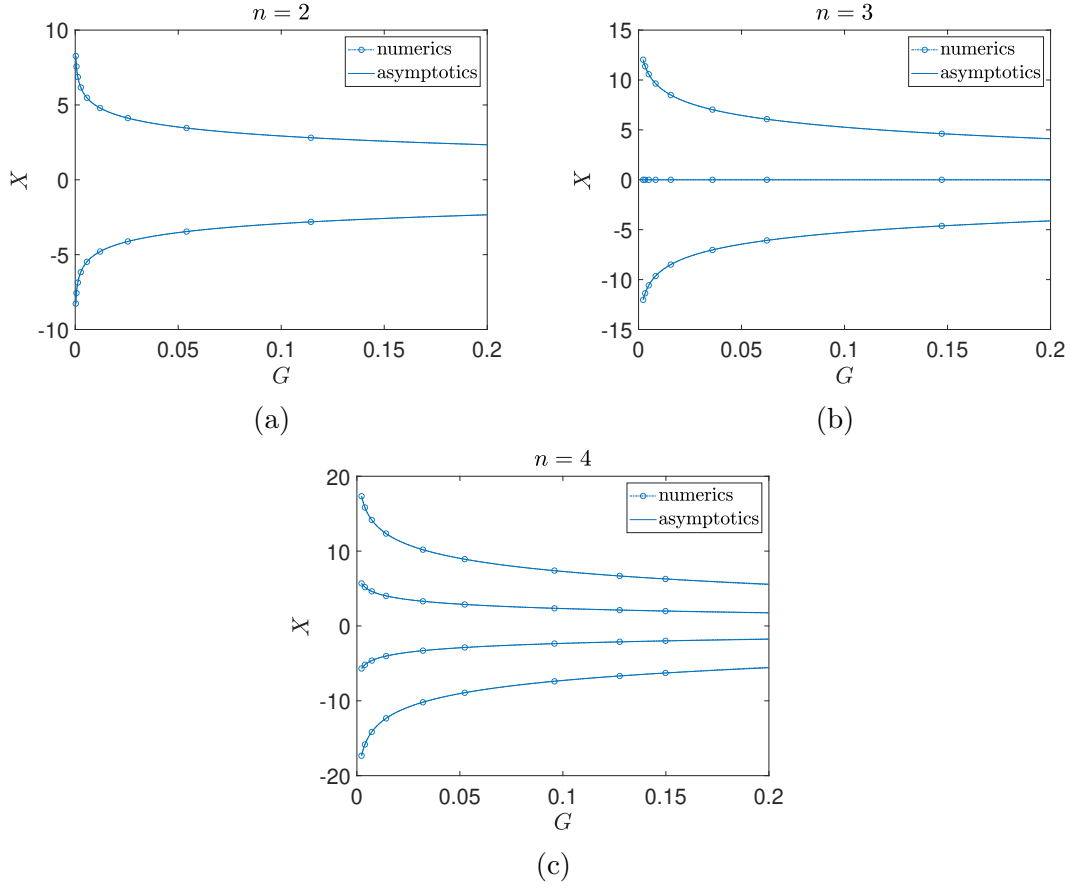 n = 2
10
5
0
-5
-10
X
0
0.05
0.1
0.15
0.2
G
numerics
asymptotics
(a)
n = 3
15
10
5
0
-5
-10
-15
X
0
0.05
0.1
0.15
0.2
G
numerics
asymptotics
(b)
n = 4
20
10
0
-10
-20
X
0
0.05
0.1
0.15
0.2
G
numerics
asymptotics
(c)